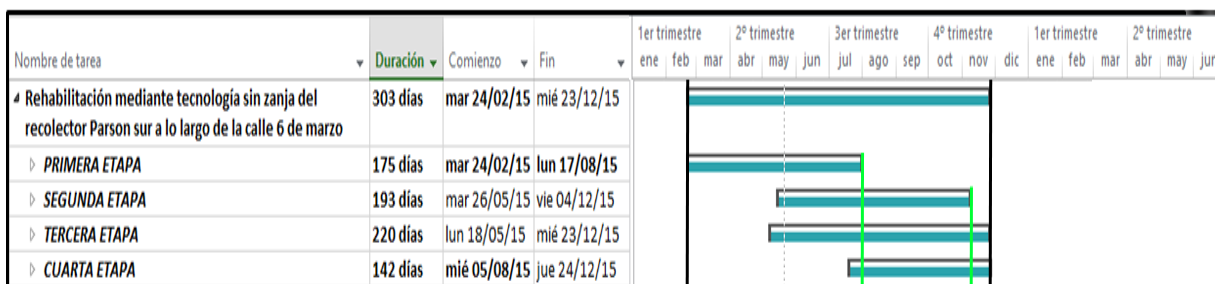 Nombre de tarea Duración Comienzo Fin
1er trimestre 2º trimestre 3er trimestre 4º trimestre 1er trimestre 2º trimestre
ene feb mar abr may jun jul ago sep oct nov dic ene feb mar abr may jun
Rehabilitación mediante tecnología sin zanja del 303 días mar 24/02/15 mié 23/12/15
recolector Parson sur a lo largo de la calle 6 de marzo
PRIMERA ETAPA 175 días mar 24/02/15 lun 17/08/15
SEGUNDA ETAPA 193 días mar 26/05/15 vie 04/12/15
TERCERA ETAPA 220 días lun 18/05/15 mié 23/12/15
CUARTA ETAPA 142 días mié 05/08/15 jue 24/12/15